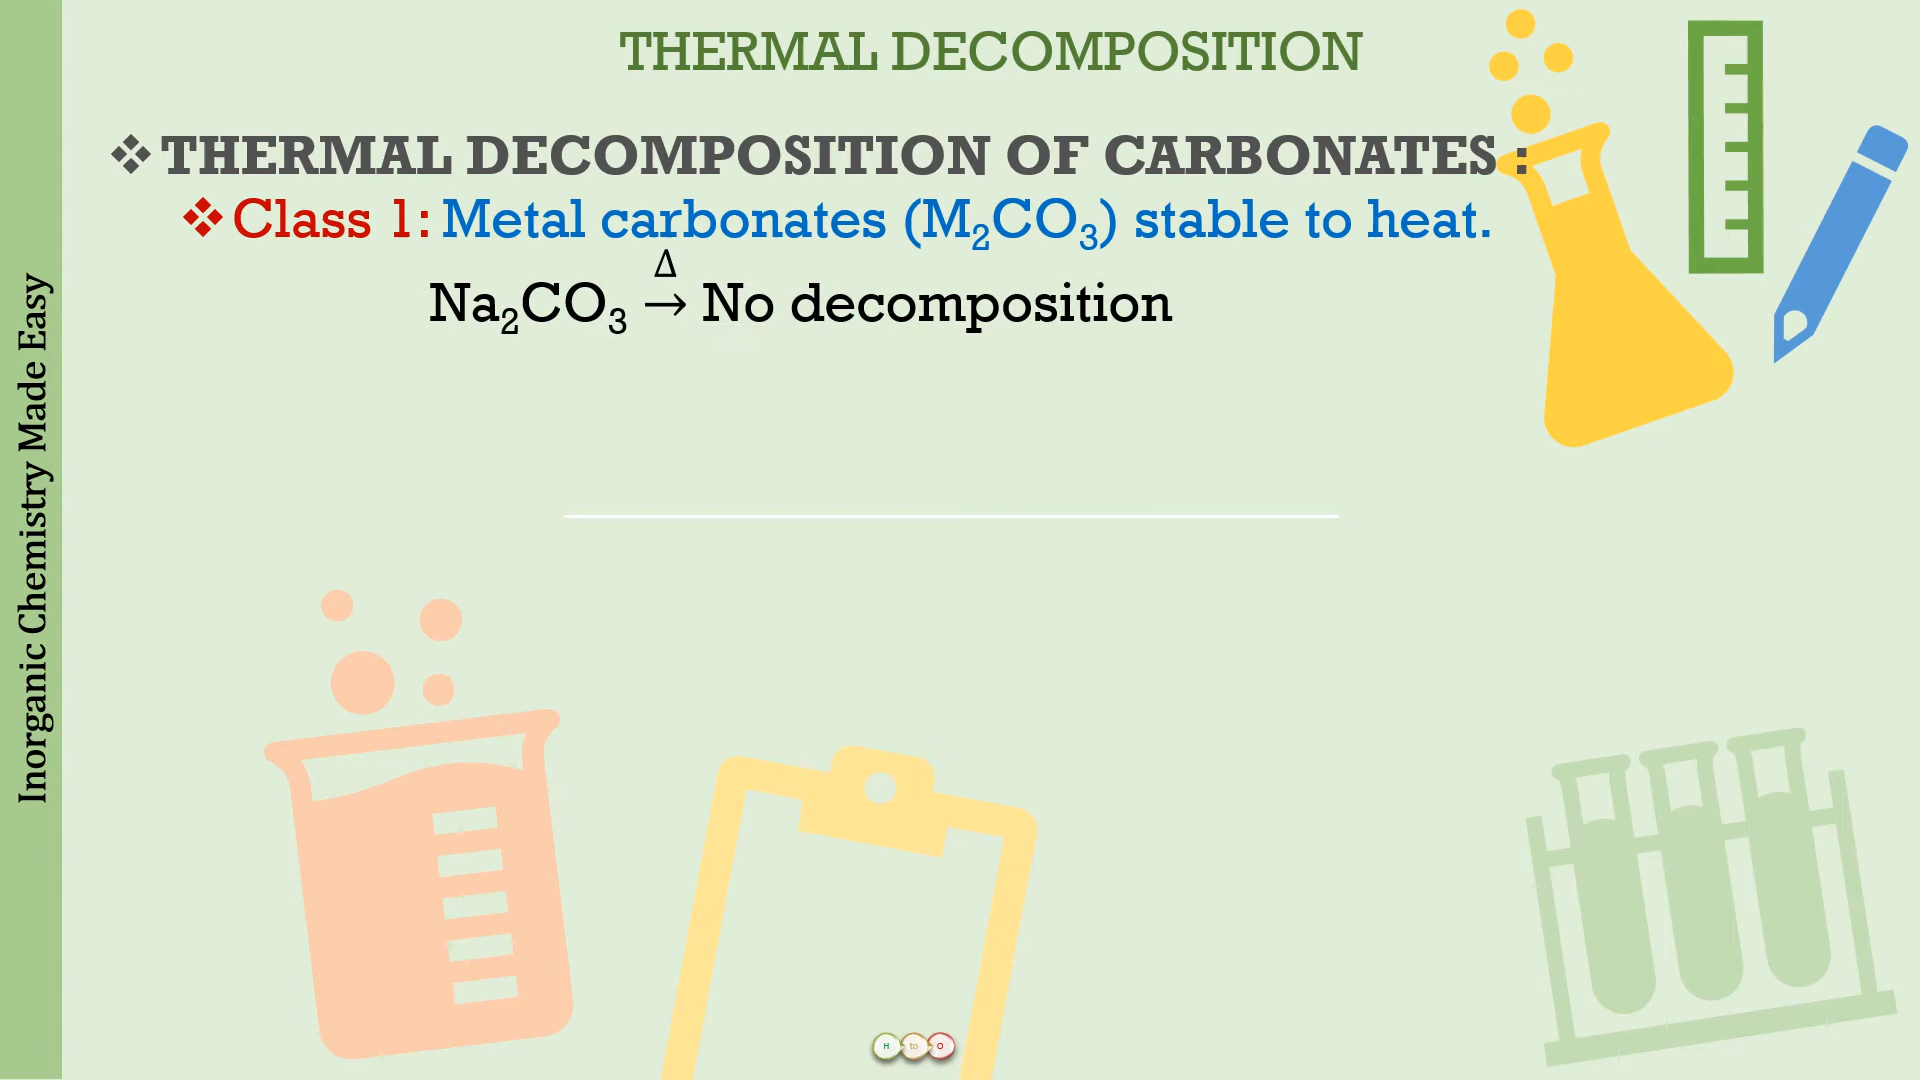 THERMAL DECOMPOSITION
❖THERMAL DECOMPOSITION OF CARBONATES :
❖Class 1: Metal carbonates (M₂CO₃) stable to heat.
Δ
Na₂CO₃ → No decomposition
Inorganic Chemistry Made Easy
H to O